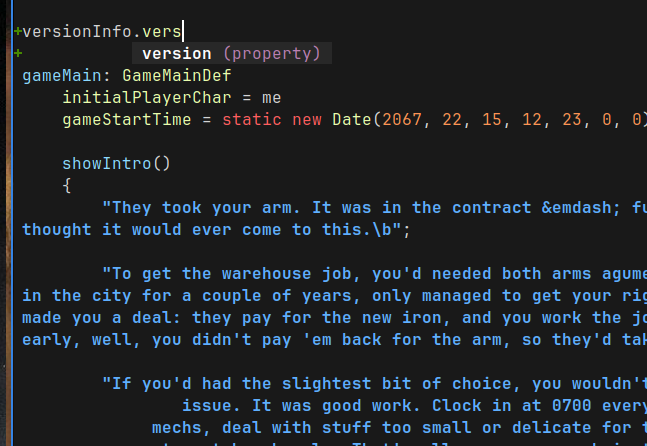 +versionInfo.vers
+ version (property)
gameMain: GameMainDef
initialPlayerChar = me
gameStartTime = static new Date(2067, 22, 15, 12, 23, 0, 0)
showIntro()
{
"They took your arm. It was in the contract &emdash; fu
thought it would ever come to this.\b";
"To get the warehouse job, you'd needed both arms agume
in the city for a couple of years, only managed to get your rig
made you a deal: they pay for the new iron, and you work the jo
early, well, you didn't pay 'em back for the arm, so they'd tak
"If you'd had the slightest bit of choice, you wouldn't
issue. It was good work. Clock in at 0700 every
mechs, deal with stuff too small or delicate for t